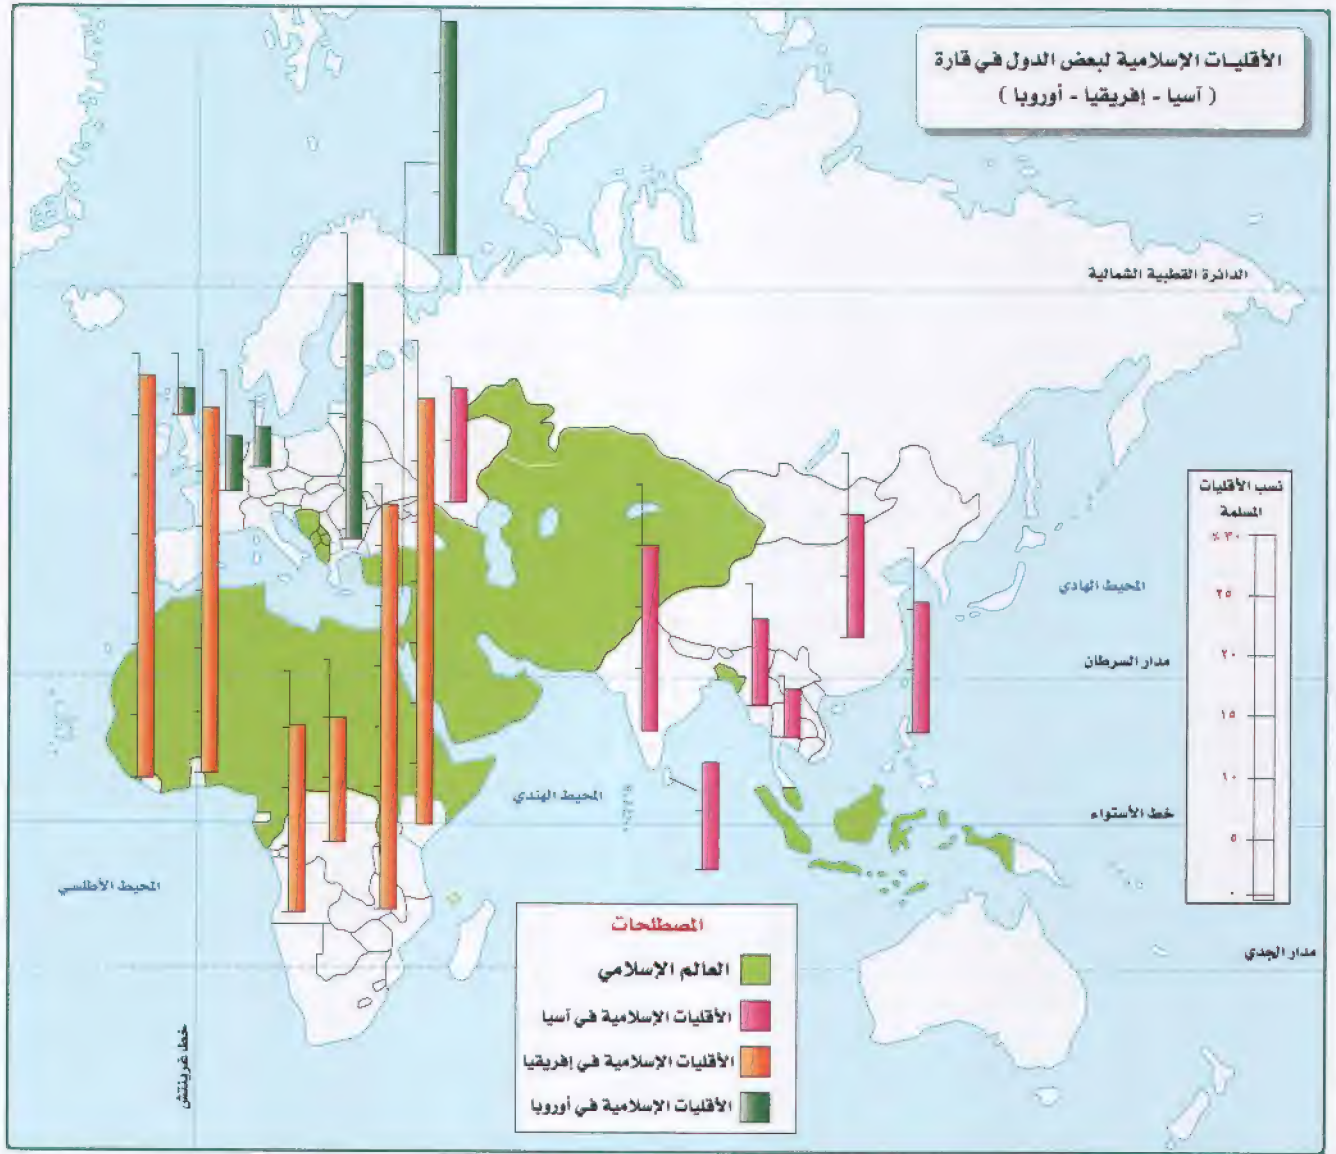 الأقليات الإسلامية لبعض الدول في قارة
( آسيا - إفريقيا - أوروبا )
الدائرة القطبية الشمالية
نسب الأقليات
المسلمة
٣٠ %
٢٥
٢٠
١٥
١٠
٥
٠
المحيط الهادي
مدار السرطان
المحيط الهندي
خط الأستواء
المحيط الأطلسي
مدار الجدي
خط غرينتش
المصطلحات
العالم الإسلامي
الأقليات الإسلامية في آسيا
الأقليات الإسلامية في إفريقيا
الأقليات الإسلامية في أوروبا